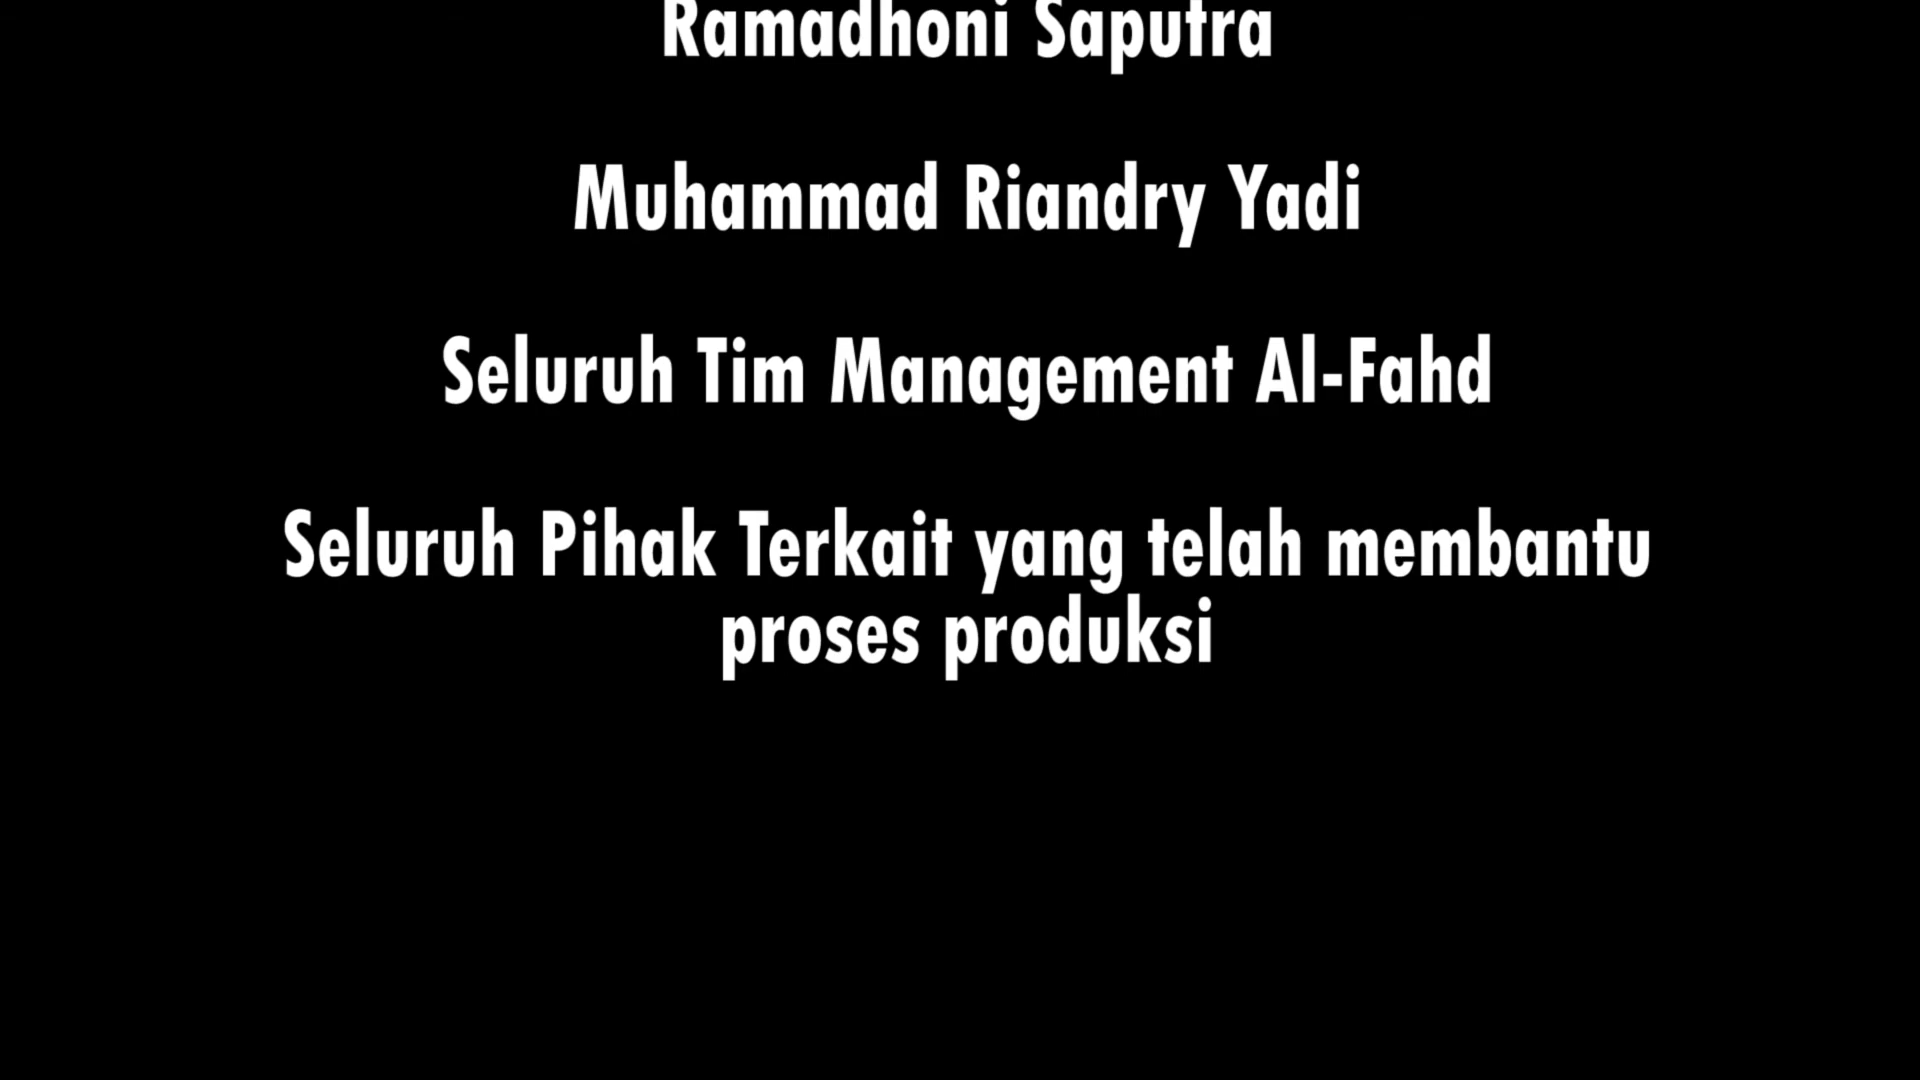 Ramadhoni Saputra
Muhammad Riandry Yadi
Seluruh Tim Management Al-Fahd
Seluruh Pihak Terkait yang telah membantu
proses produksi